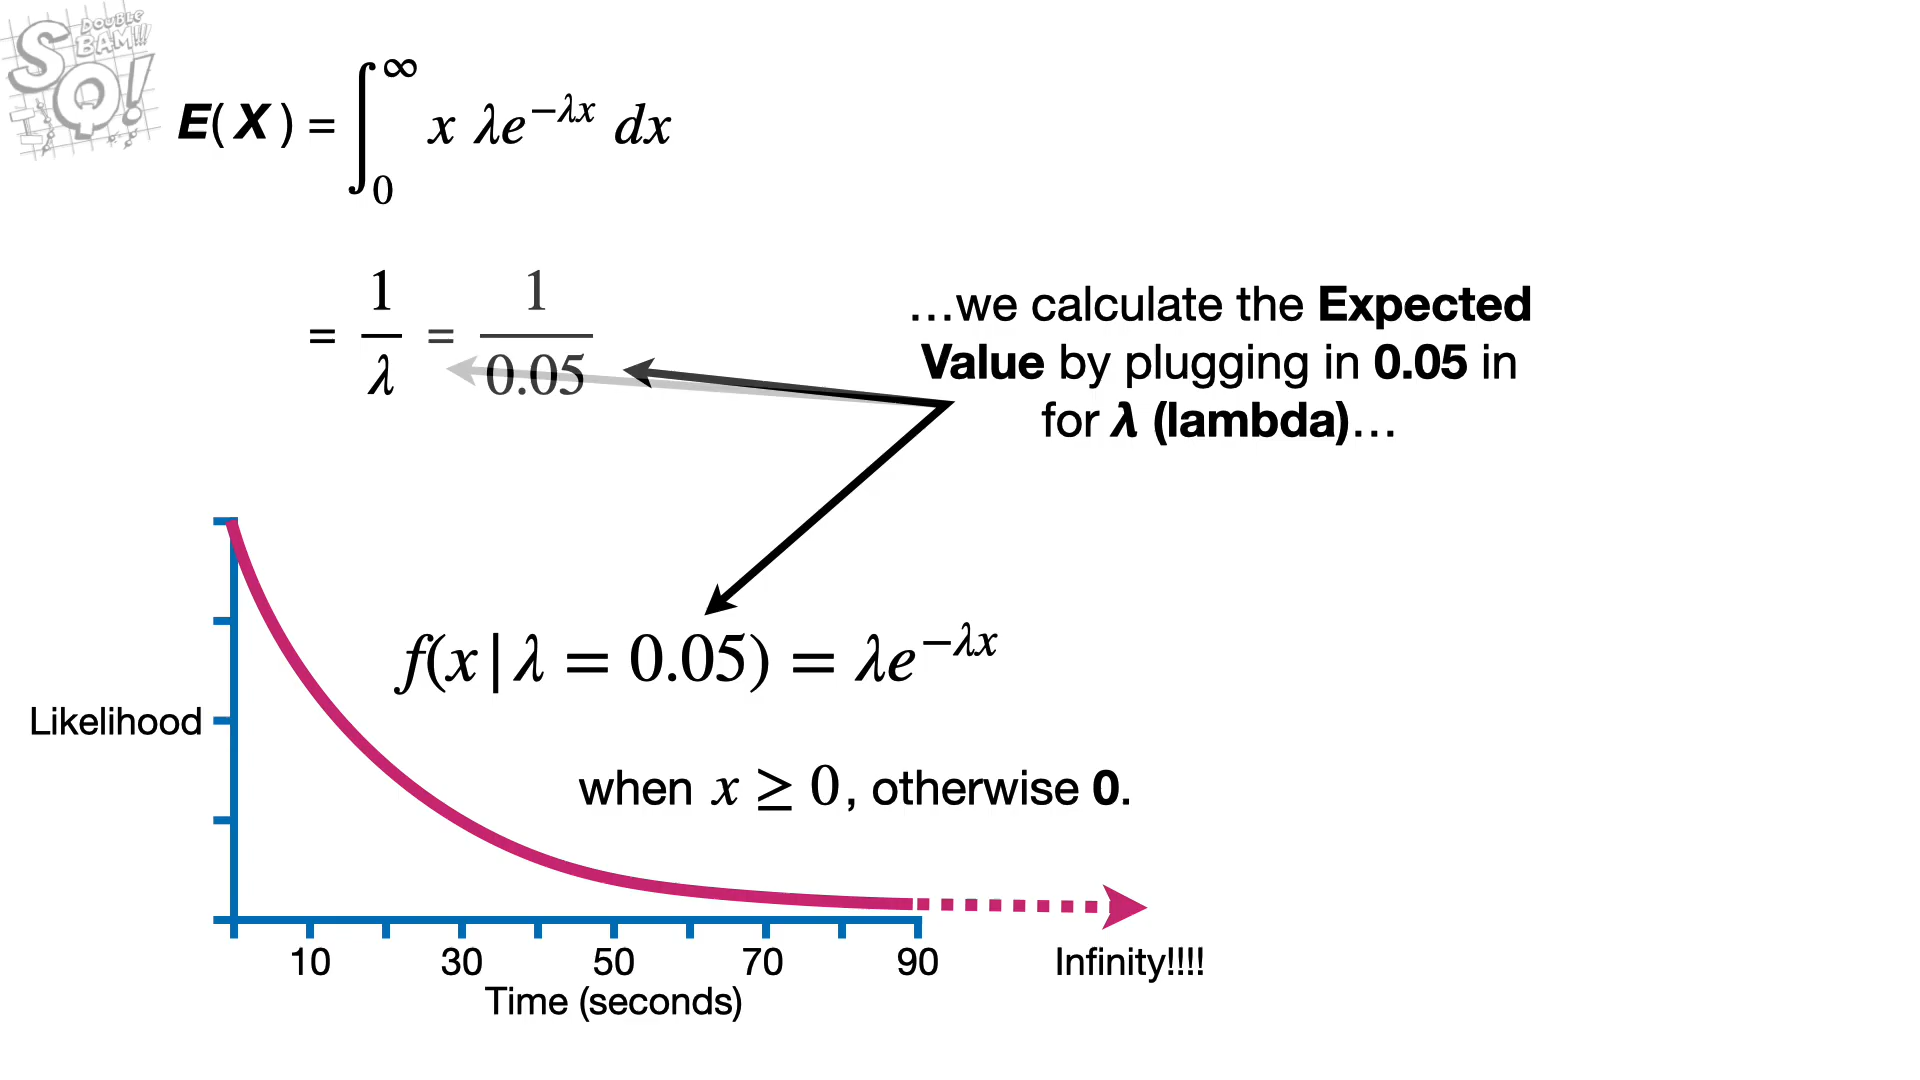 S DOUBLE BAM!!!
Q!
E(X) = ∫₀^∞ x λe^{−λx} dx
= 1/λ = 1/0.05
…we calculate the Expected
Value by plugging in 0.05 in
for λ (lambda)…
f(x|λ = 0.05) = λe^{−λx}
when x ≥ 0, otherwise 0.
Likelihood
10 30 50 70 90 Infinity!!!!
Time (seconds)